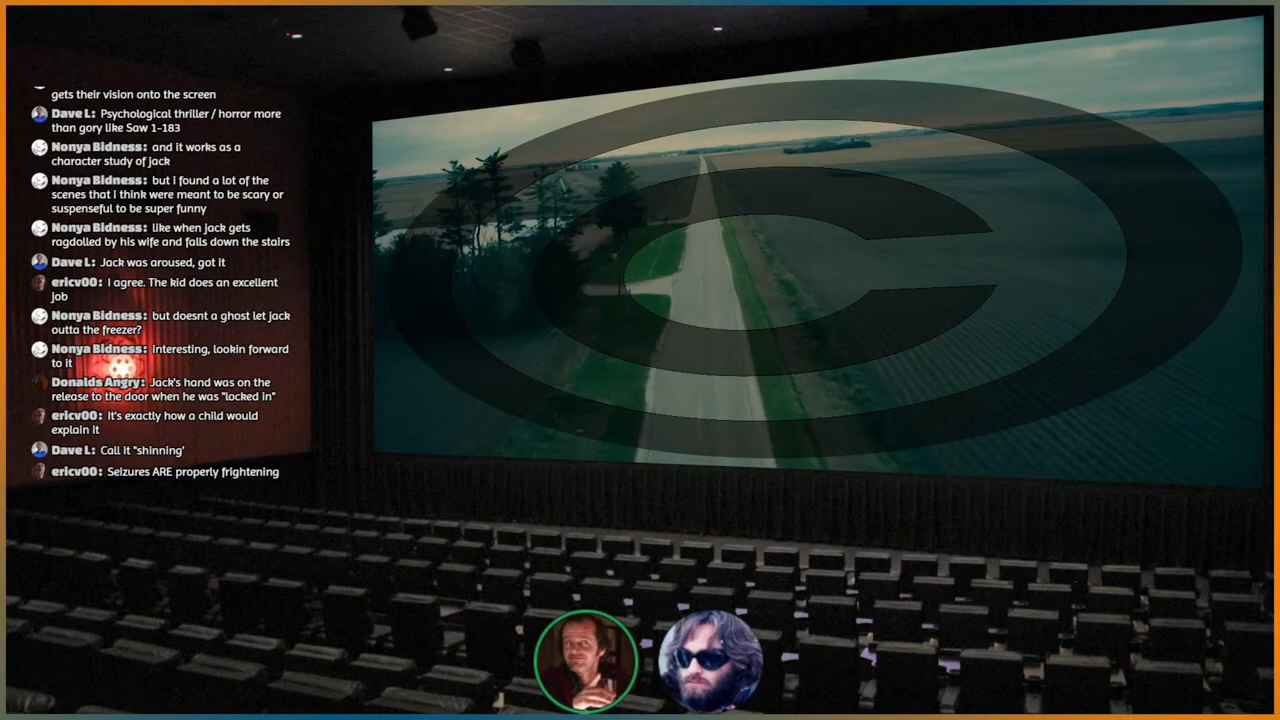 gets their vision onto the screen
Dave L: Psychological thriller / horror more
than gory like Saw 1-183
Nonya Bidness: and it works as a
character study of jack
Nonya Bidness: but i found a lot of the
scenes that i think were meant to be scary or
suspenseful to be super funny
Nonya Bidness: like when jack gets
ragdolled by his wife and falls down the stairs
Dave L: Jack was aroused, got it
ericv00: I agree. The kid does an excellent
job
Nonya Bidness: but doesnt a ghost let jack
outta the freezer?
Nonya Bidness: interesting, lookin forward
to it
Donalds Angry: Jack's hand was on the
release to the door when he was "locked in"
ericv00: It's exactly how a child would
explain it
Dave L: Call it "shinning'
ericv00: Seizures ARE properly frightening